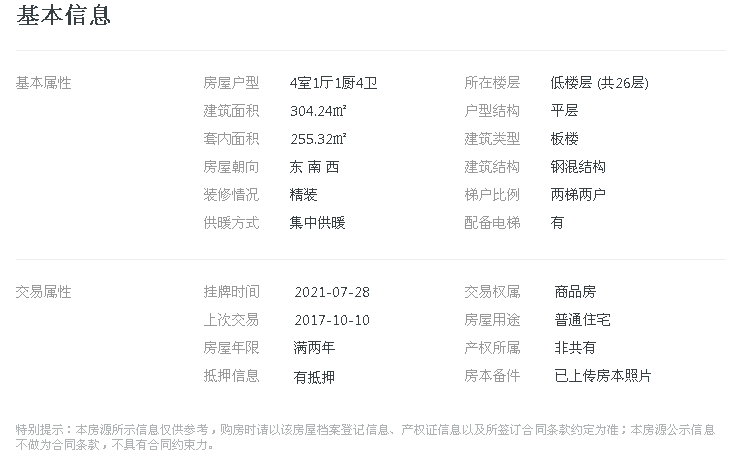 基本信息
基本属性 房屋户型 4室1厅1厨4卫 所在楼层 低楼层 (共26层)
建筑面积 304.24㎡ 户型结构 平层
套内面积 255.32㎡ 建筑类型 板楼
房屋朝向 东 南 西 建筑结构 钢混结构
装修情况 精装 梯户比例 两梯两户
供暖方式 集中供暖 配备电梯 有
交易属性 挂牌时间 2021-07-28 交易权属 商品房
上次交易 2017-10-10 房屋用途 普通住宅
房屋年限 满两年 产权所属 非共有
抵押信息 有抵押 房本备件 已上传房本照片
特别提示：本房源所示信息仅供参考，购房时请以该房屋档案登记信息、产权证信息以及所签订合同条款约定为准；本房源公示信息
不做为合同条款，不具有合同约束力。